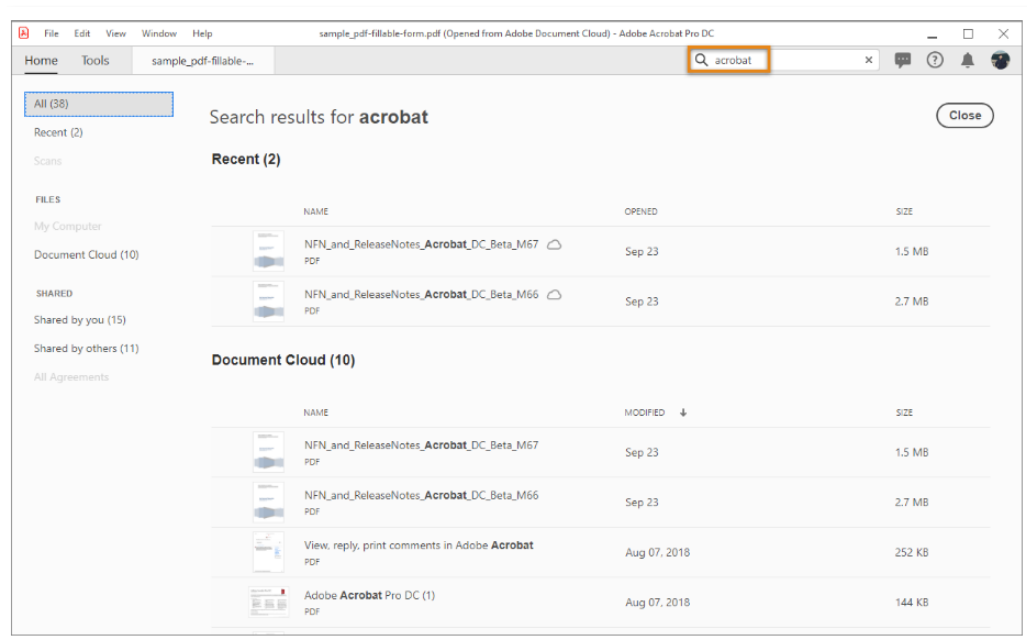 File Edit View Window Help
sample_pdf-fillable-form.pdf (Opened from Adobe Document Cloud) - Adobe Acrobat Pro DC
Home Tools sample_pdf-fillable-...
acrobat
All (38)
Recent (2)
Scans
FILES
My Computer
Document Cloud (10)
SHARED
Shared by you (15)
Shared by others (11)
All Agreements
Search results for acrobat
Close
Recent (2)
NAME OPENED SIZE
NFN_and_ReleaseNotes_Acrobat_DC_Beta_M67
PDF
Sep 23 1.5 MB
NFN_and_ReleaseNotes_Acrobat_DC_Beta_M66
PDF
Sep 23 2.7 MB
Document Cloud (10)
NAME MODIFIED SIZE
NFN_and_ReleaseNotes_Acrobat_DC_Beta_M67
PDF
Sep 23 1.5 MB
NFN_and_ReleaseNotes_Acrobat_DC_Beta_M66
PDF
Sep 23 2.7 MB
View, reply, print comments in Adobe Acrobat
PDF
Aug 07, 2018 252 KB
Adobe Acrobat Pro DC (1)
PDF
Aug 07, 2018 144 KB